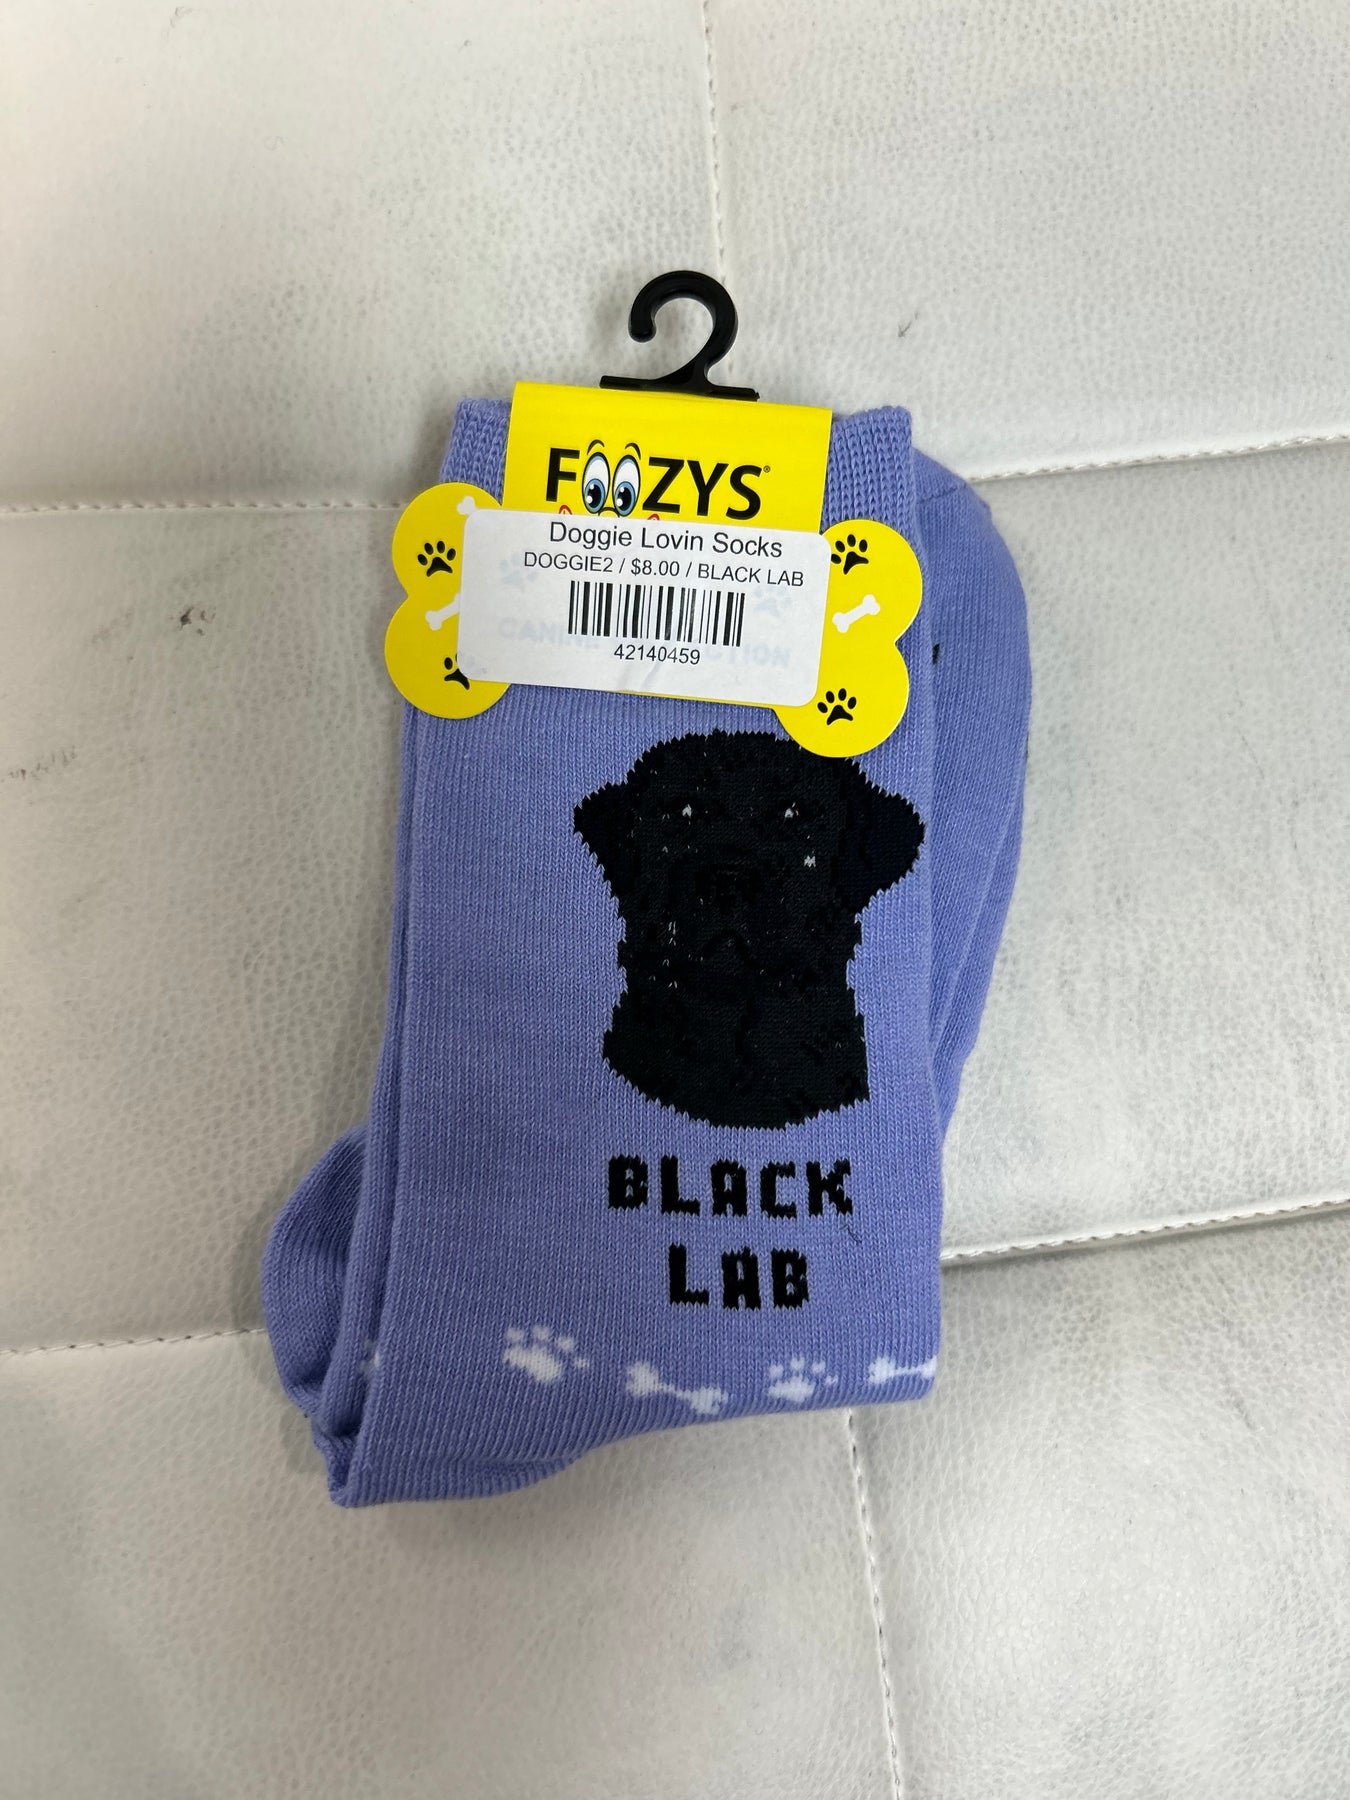 FOOZYS®
Doggie Lovin Socks
DOGGIE2 / $8.00 / BLACK LAB
42140459
BLACK
LAB